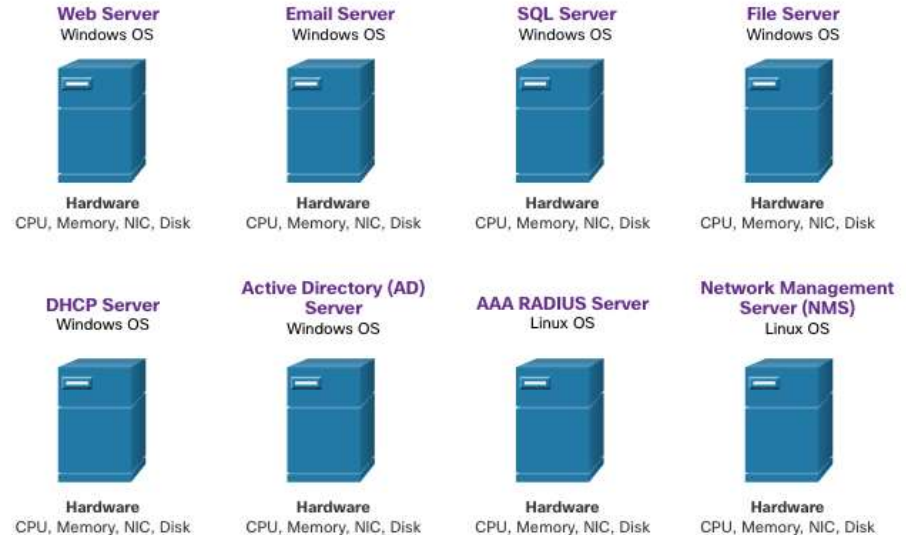 Web Server
Windows OS
Hardware
CPU, Memory, NIC, Disk
Email Server
Windows OS
Hardware
CPU, Memory, NIC, Disk
SQL Server
Windows OS
Hardware
CPU, Memory, NIC, Disk
File Server
Windows OS
Hardware
CPU, Memory, NIC, Disk
DHCP Server
Windows OS
Hardware
CPU, Memory, NIC, Disk
Active Directory (AD)
Server
Windows OS
Hardware
CPU, Memory, NIC, Disk
AAA RADIUS Server
Linux OS
Hardware
CPU, Memory, NIC, Disk
Network Management
Server (NMS)
Linux OS
Hardware
CPU, Memory, NIC, Disk